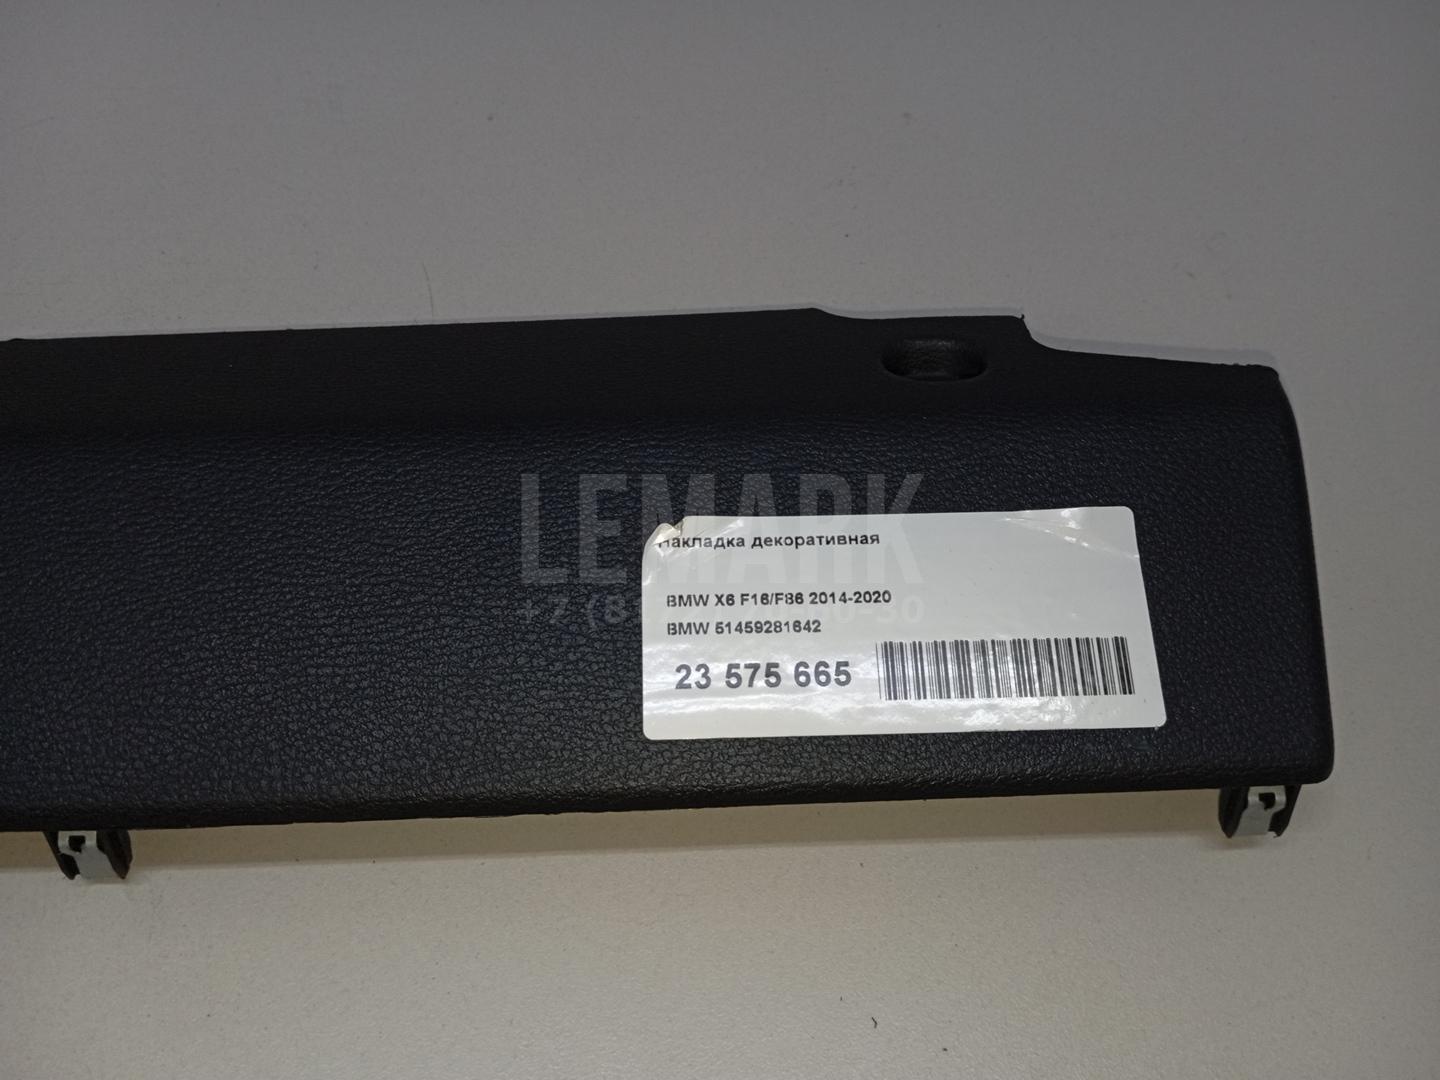 LEMARK
Накладка декоративная
BMW X6 F16/F86 2014-2020
BMW 51459281642
23 575 665